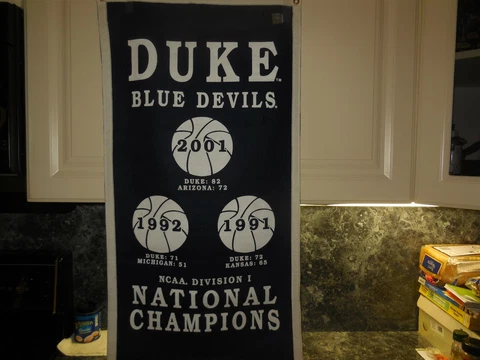 DUKE
BLUE DEVILS
2001
DUKE: 82
ARIZONA: 72
1992
DUKE: 71
MICHIGAN: 51
1991
DUKE: 72
KANSAS: 65
NCAA. DIVISION I
NATIONAL
CHAMPIONS